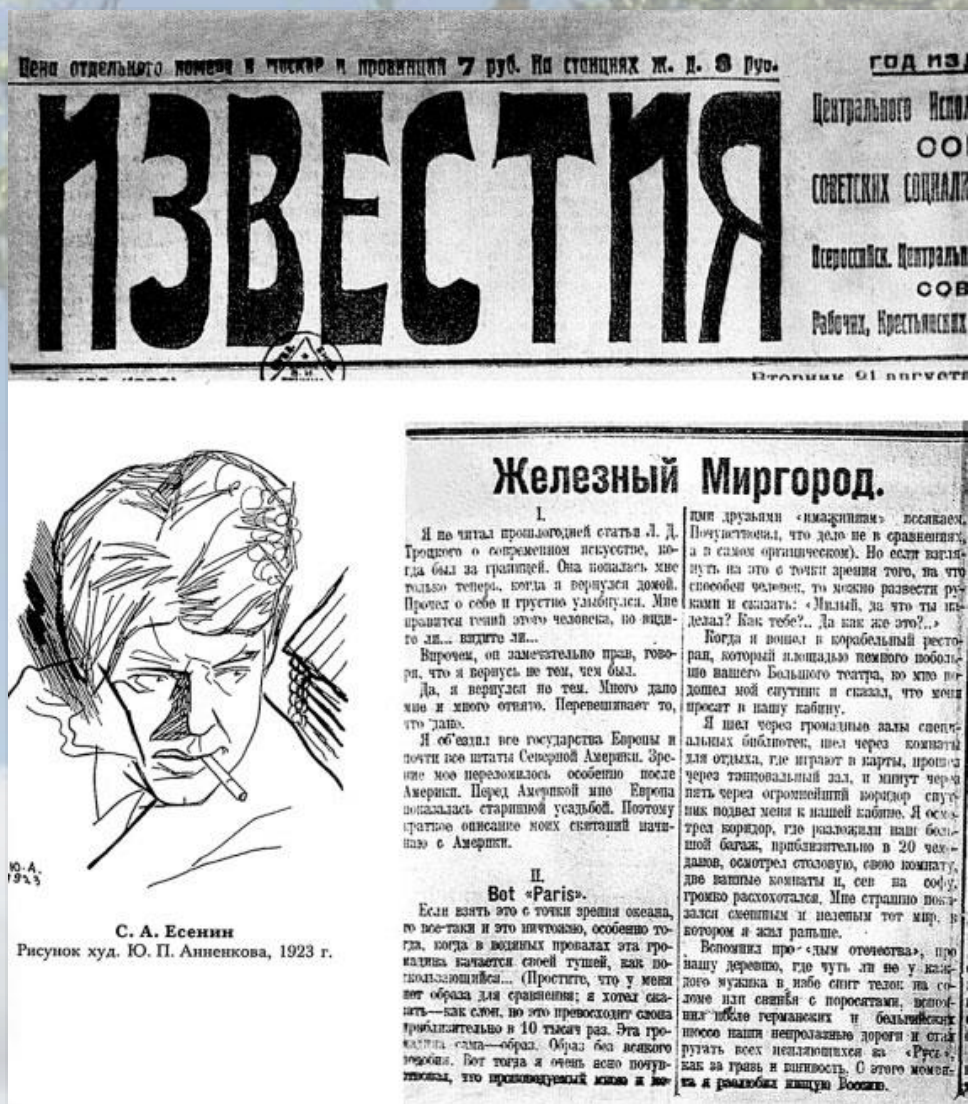 Цена отдельного номера в москве и провинции 7 руб. На станциях ж. д. 8 Руб.
ИЗВЕСТИЯ
ГОД ИЗД
Центрального Испол
СОЮ
СОВЕТСКИХ СОЦИАЛИ
Всероссийск. Центральн
СОВ
Рабочих, Крестьянских
Вторник 21 августа
Ю.А.
1923
С. А. Есенин
Рисунок худ. Ю. П. Анненкова, 1923 г.
Железный Миргород.
I.
Я не читал прошлогодней статьи Л. Д.
Троцкого о современном искусстве, ко-
гда был за границей. Она попалась мне
только теперь, когда я вернулся домой.
Прочел о себе и грустно улыбнулся. Мне
нравится гений этого человека, но види-
те ли... видите ли...
Впрочем, он замечательно прав, гово-
ря, что я вернусь не тем, чем был.
Да, я вернулся не тем. Много дано
мне и много отнято. Перевешивает то,
что дано.
Я об'ездил все государства Европы и
почти все штаты Северной Америки. Зре-
ние мое переломилось особенно после
Америки. Перед Америкой мне Европа
показалась старинной усадьбой. Поэтому
краткое описание моих скитаний начи-
наю с Америки.
II.
Bot «Paris».
Если взять это с точки зрения океана,
то все-таки и это ничтожно, особенно то-
гда, когда в водяных провалах эта гро-
мадина качается своей тушей, как по-
скользающийся... (Простите, что у меня
нет образа для сравнения; я хотел ска-
зать—как слон, но это превосходит слона
приблизительно в 10 тысяч раз. Эта гро-
мадина сама—образ. Образ без всякого
подобия. Вот тогда я очень ясно почув-
ствовал, что проповедуемый мною и мо-
ими друзьями «имажинизм» иссякаем.
Почувствовал, что дело не в сравнениях,
а в самом органическом). Но если взгля-
нуть на это с точки зрения того, на что
способен человек, то можно развести ру-
ками и сказать: «Милый, да что ты на-
делал? Как тебе?.. Да как же это?..»
Когда я вошел в корабельный ресто-
ран, который площадью немного поболь-
ше нашего Большого театра, ко мне по-
дошел мой спутник и сказал, что меня
просят в нашу кабину.
Я шел через громадные залы специ-
альных библиотек, шел через комнаты
для отдыха, где играют в карты, прошел
через танцовальный зал, и минут через
пять через огромнейший коридор спут-
ник подвел меня к нашей кабине. Я осмо-
трел коридор, где разложили наш боль-
шой багаж, приблизительно в 20 чемо-
данов, осмотрел столовую, свою комнату,
две ванные комнаты и, сев на софу,
громко расхохотался. Мне страшно пока-
зался смешным и нелепым тот мир, в
котором я жил раньше.
Вспомнил про «дым отечества», про
нашу деревню, где чуть ли не у каж-
дого мужика в избе спит телок на со-
ломе или свинья с поросятами, вспом-
нил после германских и бельгийских
шоссе наши непролазные дороги и стал
ругать всех цепляющихся за «Русь»,
как за грязь и вшивость. С этого момен-
та я разлюбил нищую Россию.